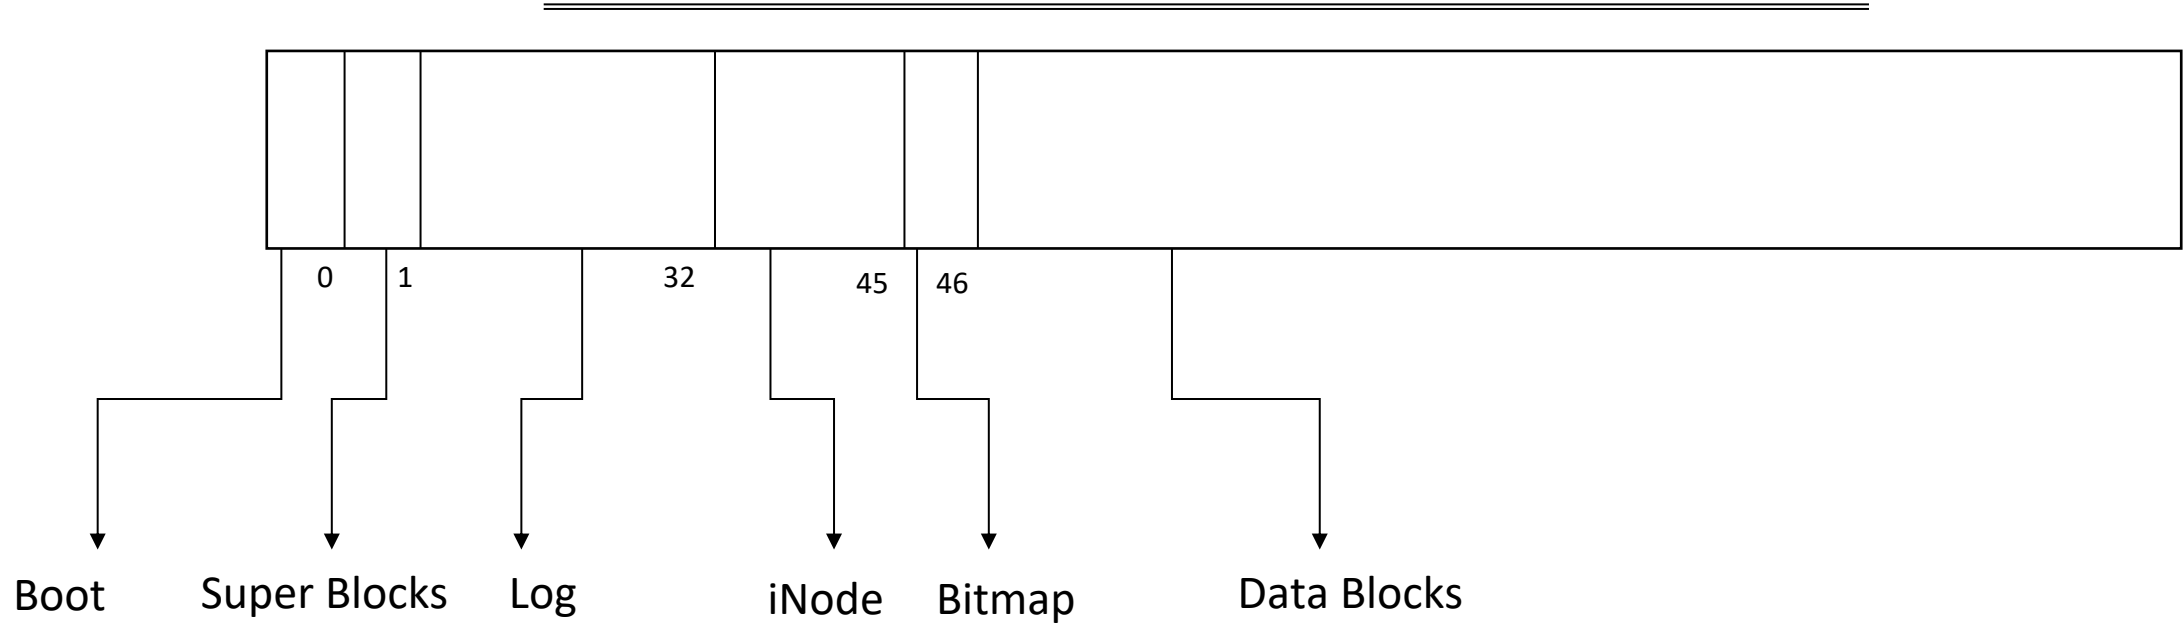 0 1 32 45 46
Boot Super Blocks Log iNode Bitmap Data Blocks